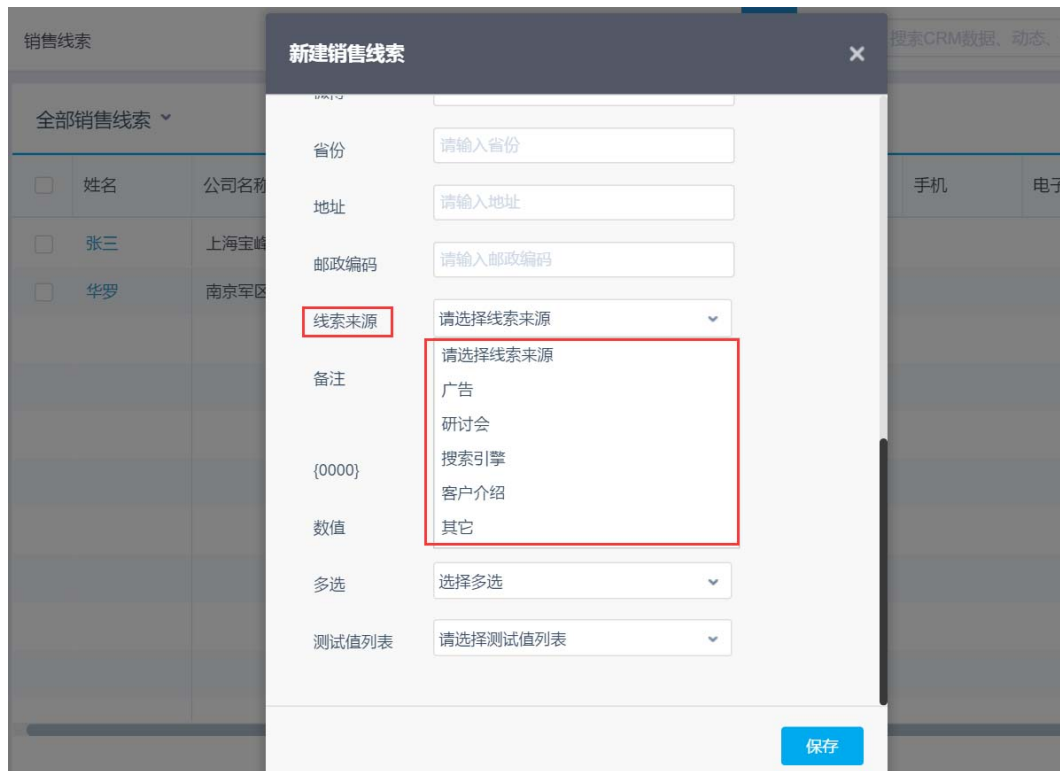 销售线索
新建销售线索
搜索CRM数据、动态、
全部销售线索
省份
请输入省份
姓名
公司名称
手机
电子
地址
请输入地址
张三
上海宝峰
邮政编码
请输入邮政编码
华罗
南京军区
线索来源
请选择线索来源
请选择线索来源
备注
广告
研讨会
搜索引擎
{0000}
客户介绍
数值
其它
多选
选择多选
测试值列表
请选择测试值列表
保存